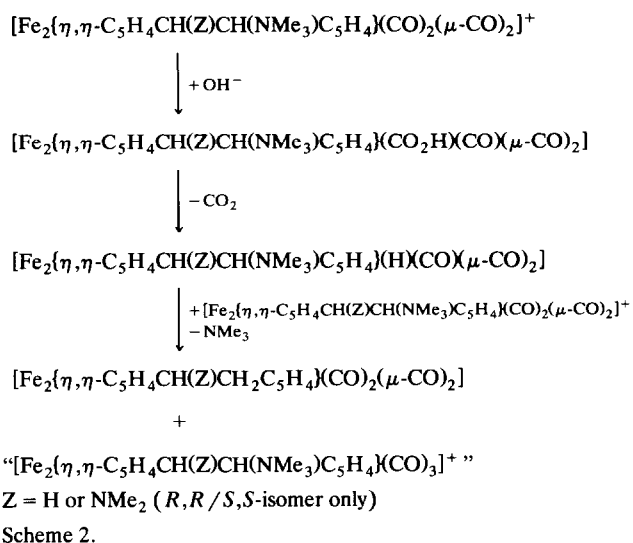 [Fe₂{η,η-C₅H₄CH(Z)CH(NMe₃)C₅H₄}(CO)₂(μ-CO)₂]⁺
+OH⁻
[Fe₂{η,η-C₅H₄CH(Z)CH(NMe₃)C₅H₄}(CO₂H)(CO)(μ-CO)₂]
−CO₂
[Fe₂{η,η-C₅H₄CH(Z)CH(NMe₃)C₅H₄}(H)(CO)(μ-CO)₂]
+[Fe₂{η,η-C₅H₄CH(Z)CH(NMe₃)C₅H₄}(CO)₂(μ-CO)₂]⁺
−NMe₃
[Fe₂{η,η-C₅H₄CH(Z)CH₂C₅H₄}(CO)₂(μ-CO)₂]
+
“[Fe₂{η,η-C₅H₄CH(Z)CH(NMe₃)C₅H₄}(CO)₃]⁺ ”
Z = H or NMe₂ (R,R/S,S-isomer only)
Scheme 2.